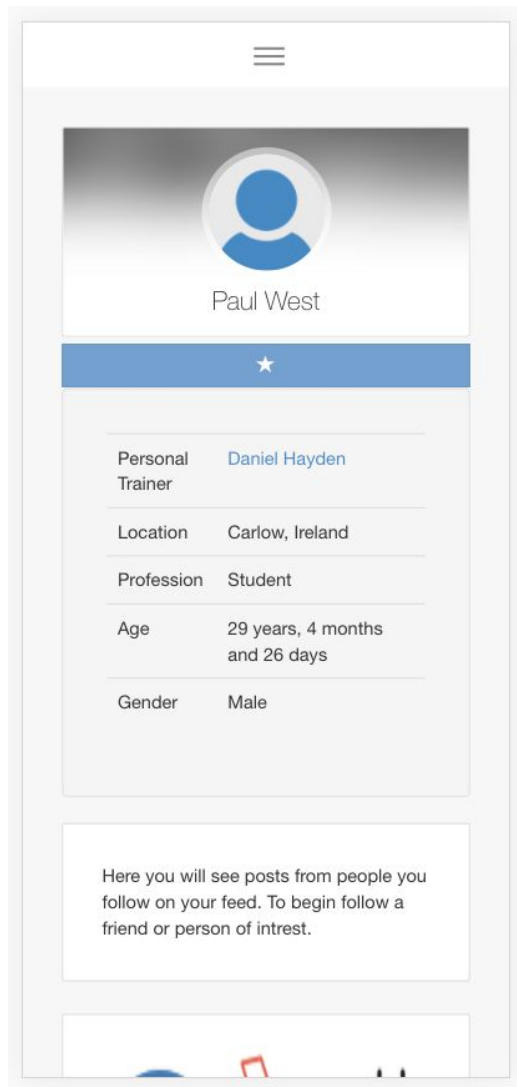 Paul West
Personal Daniel Hayden
Trainer
Location Carlow, Ireland
Profession Student
Age 29 years, 4 months
and 26 days
Gender Male
Here you will see posts from people you
follow on your feed. To begin follow a
friend or person of intrest.